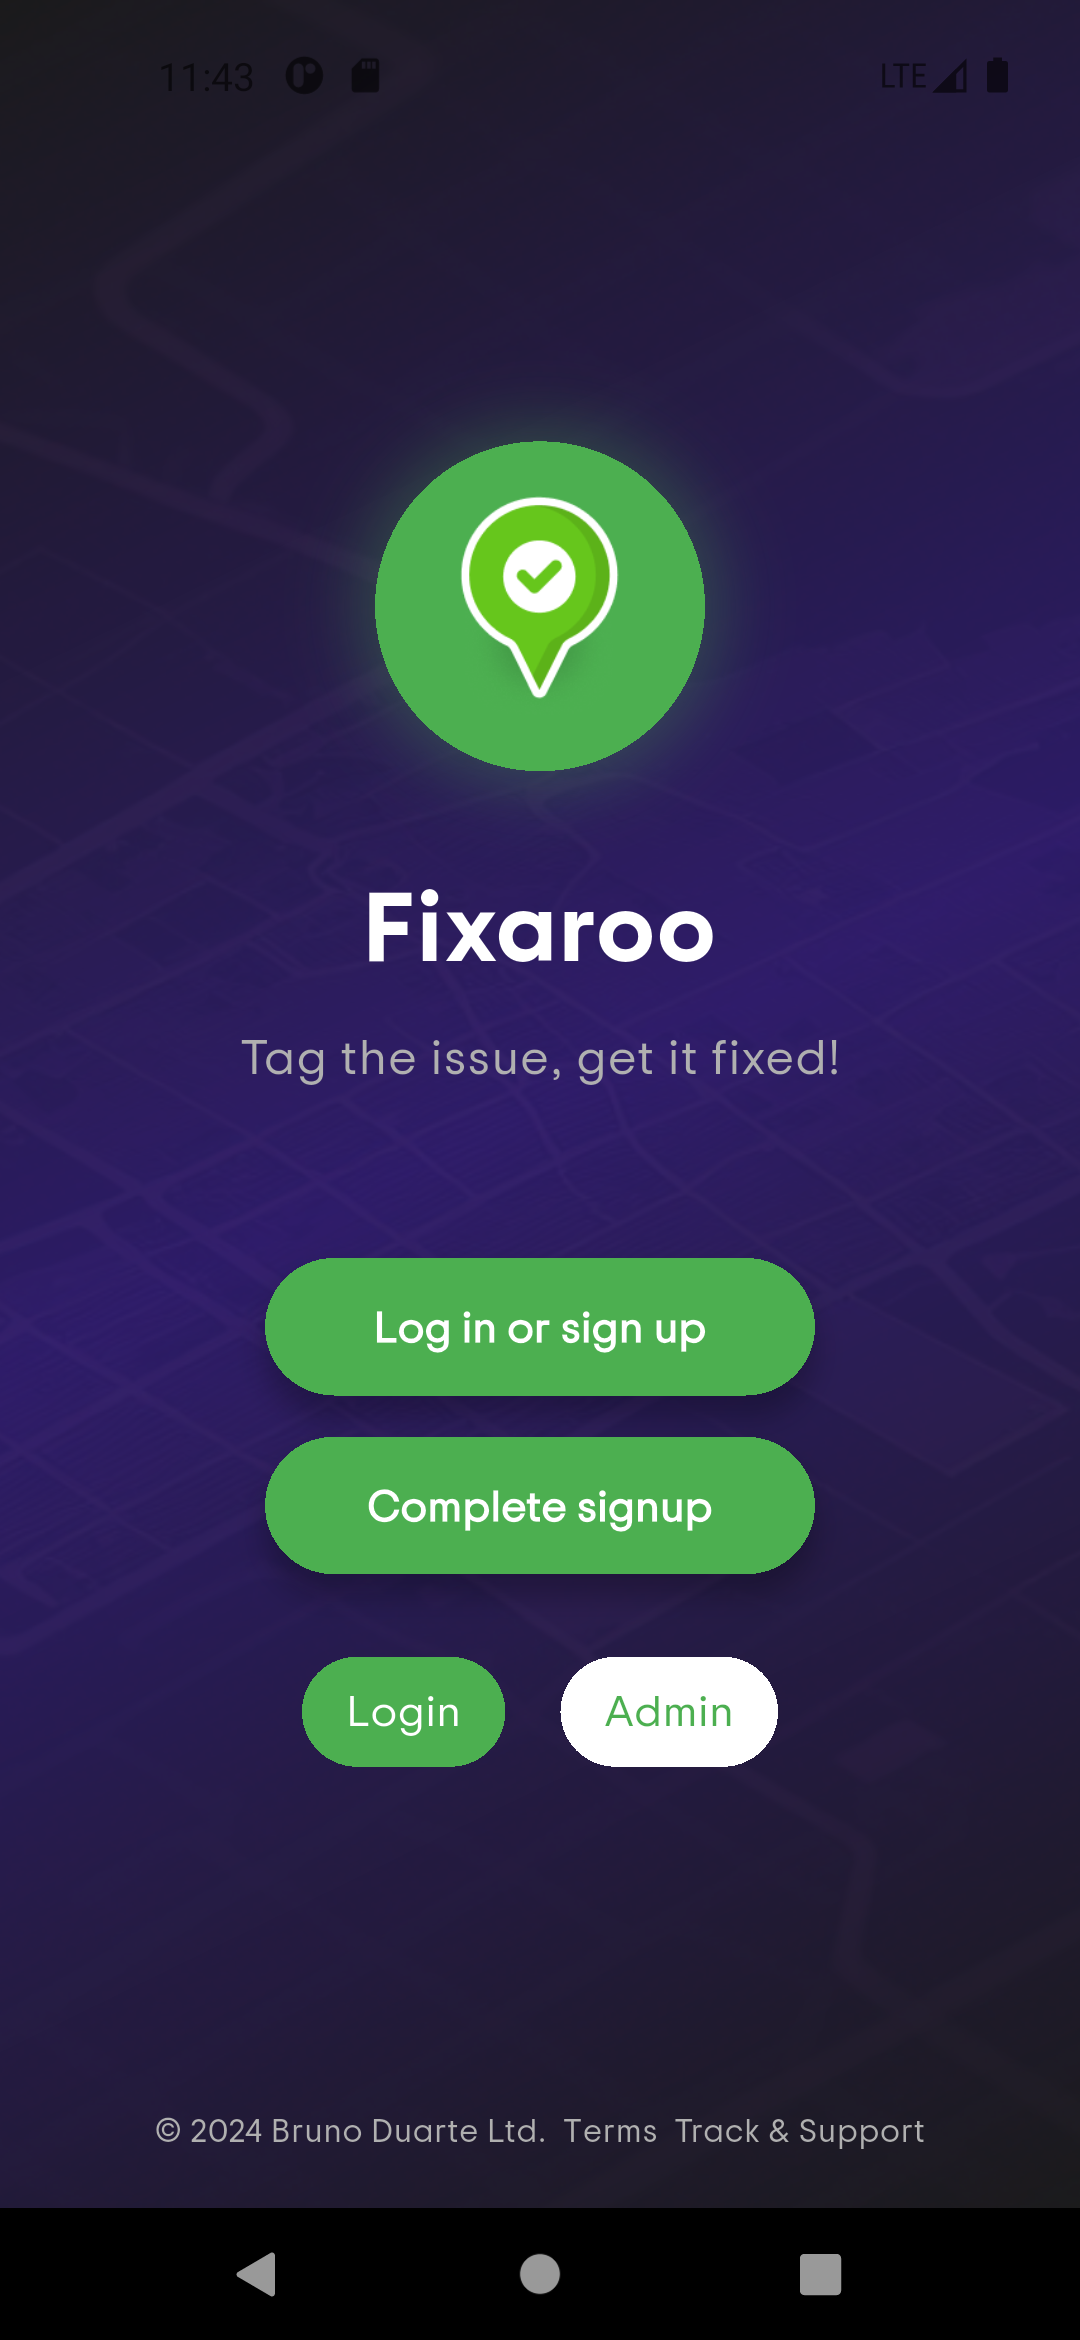 11:43 LTE
Fixaroo
Tag the issue, get it fixed!
Log in or sign up
Complete signup
Login Admin
© 2024 Bruno Duarte Ltd. Terms Track & Support